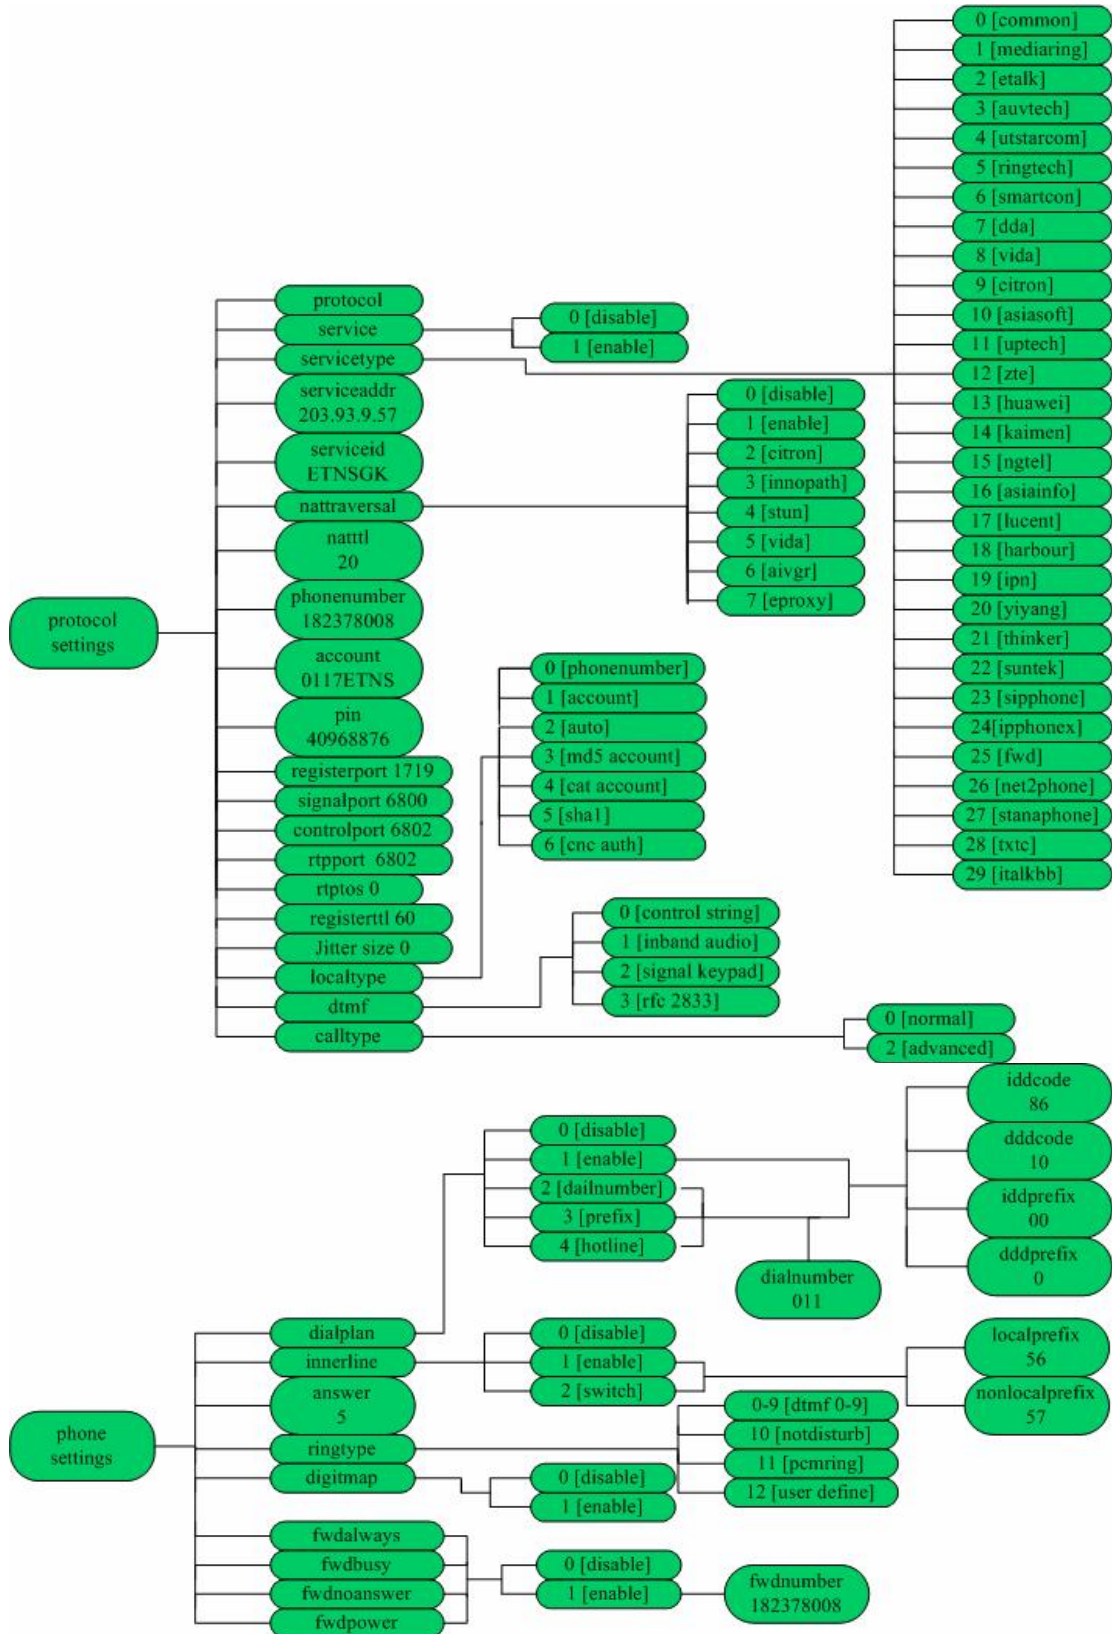 0 [common]
1 [mediaring]
2 [etalk]
3 [auvtech]
4 [utstarcom]
5 [ringtech]
6 [smartcon]
7 [dda]
8 [vida]
9 [citron]
10 [asiasoft]
11 [uptech]
12 [zte]
13 [huawei]
14 [kaimen]
15 [ngtel]
16 [asiainfo]
17 [lucent]
18 [harbour]
19 [ipn]
20 [yiyang]
21 [thinker]
22 [suntek]
23 [sipphone]
24[ipphonex]
25 [fwd]
26 [net2phone]
27 [stanaphone]
28 [txtc]
29 [italkbb]
protocol
settings
protocol
service
servicetype
serviceaddr
203.93.9.57
serviceid
ETNSGK
nattraversal
natttl
20
phonenumber
182378008
account
0117ETNS
pin
40968876
registerport 1719
signalport 6800
controlport 6802
rtpport 6802
rtptos 0
registerttl 60
Jitter size 0
localtype
dtmf
calltype
0 [disable]
1 [enable]
0 [disable]
1 [enable]
2 [citron]
3 [innopath]
4 [stun]
5 [vida]
6 [aivgr]
7 [eproxy]
0 [phonenumber]
1 [account]
2 [auto]
3 [md5 account]
4 [cat account]
5 [sha1]
6 [cnc auth]
0 [control string]
1 [inband audio]
2 [signal keypad]
3 [rfc 2833]
0 [normal]
2 [advanced]
phone
settings
dialplan
innerline
answer
5
ringtype
digitmap
fwdalways
fwdbusy
fwdnoanswer
fwdpower
0 [disable]
1 [enable]
2 [dailnumber]
3 [prefix]
4 [hotline]
dialnumber
011
iddcode
86
dddcode
10
iddprefix
00
dddprefix
0
0 [disable]
1 [enable]
2 [switch]
localprefix
56
nonlocalprefix
57
0-9 [dtmf 0-9]
10 [notdisturb]
11 [pcmring]
12 [user define]
0 [disable]
1 [enable]
0 [disable]
1 [enable]
fwdnumber
182378008